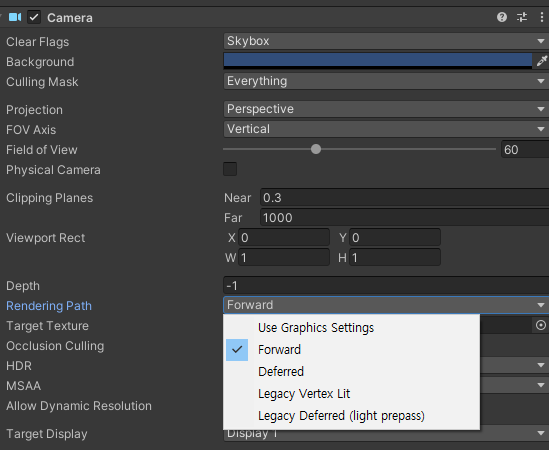 Camera
Clear Flags Skybox
Background
Culling Mask Everything
Projection Perspective
FOV Axis Vertical
Field of View 60
Physical Camera
Clipping Planes Near 0.3
Far 1000
Viewport Rect X 0 Y 0
W 1 H 1
Depth -1
Rendering Path Forward
Target Texture
Use Graphics Settings
Occlusion Culling
Forward
HDR
Deferred
MSAA
Legacy Vertex Lit
Allow Dynamic Resolution
Legacy Deferred (light prepass)
Target Display Display 1